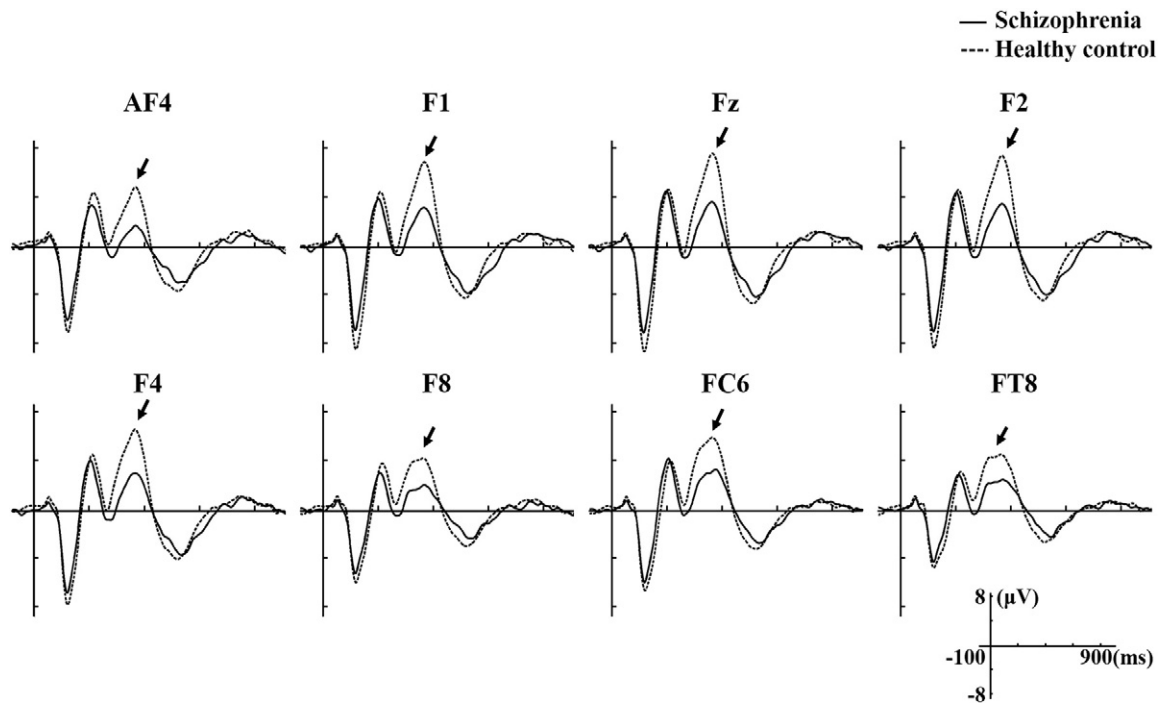 Schizophrenia
Healthy control
AF4 F1 Fz F2
F4 F8 FC6 FT8
8 (μV)
-100 900(ms)
-8